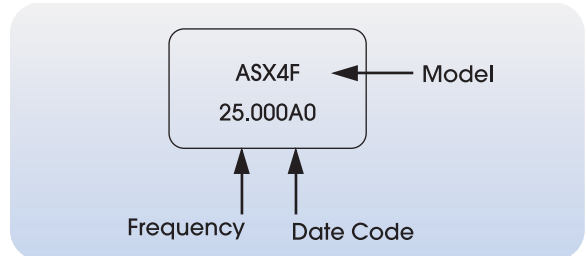 ASX4F
Model
25.000A0
Frequency
Date Code